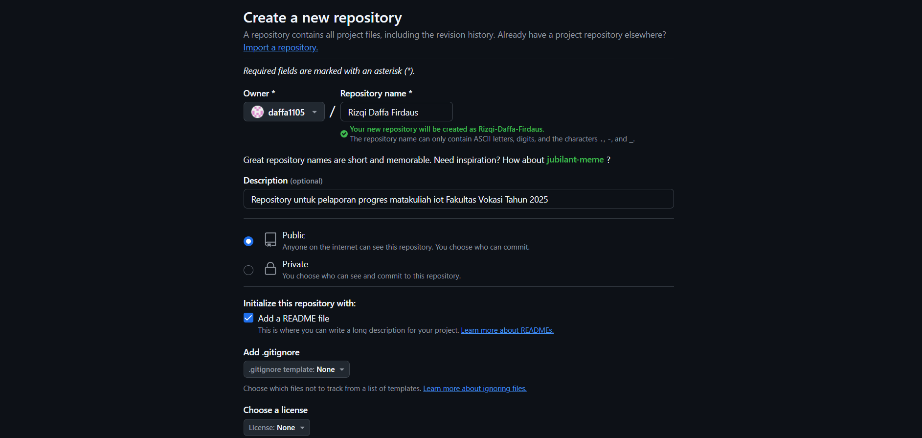 Create a new repository
A repository contains all project files, including the revision history. Already have a project repository elsewhere?
Import a repository.
Required fields are marked with an asterisk (*).
Owner *
Repository name *
daffa1105
/
Rizqi Daffa Firdaus
Your new repository will be created as Rizqi-Daffa-Firdaus.
The repository name can only contain ASCII letters, digits, and the characters ., -, and _.
Great repository names are short and memorable. Need inspiration? How about jubilant-meme ?
Description (optional)
Repository untuk pelaporan progres matakuliah iot Fakultas Vokasi Tahun 2025
Public
Anyone on the internet can see this repository. You choose who can commit.
Private
You choose who can see and commit to this repository.
Initialize this repository with:
Add a README file
This is where you can write a long description for your project. Learn more about READMEs.
Add .gitignore
.gitignore template: None
Choose which files not to track from a list of templates. Learn more about ignoring files.
Choose a license
License: None